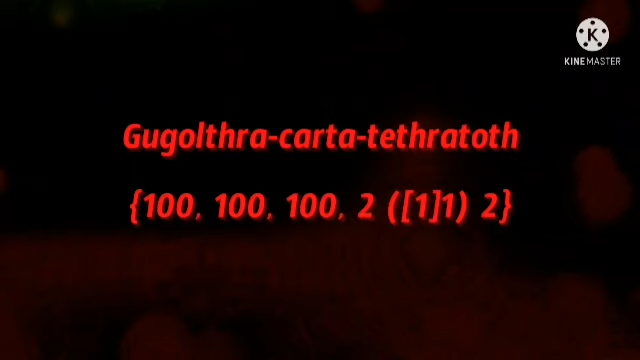 K
KINEMASTER
Gugolthra-carta-tethratoth
{100, 100, 100, 2 ([1]1) 2}